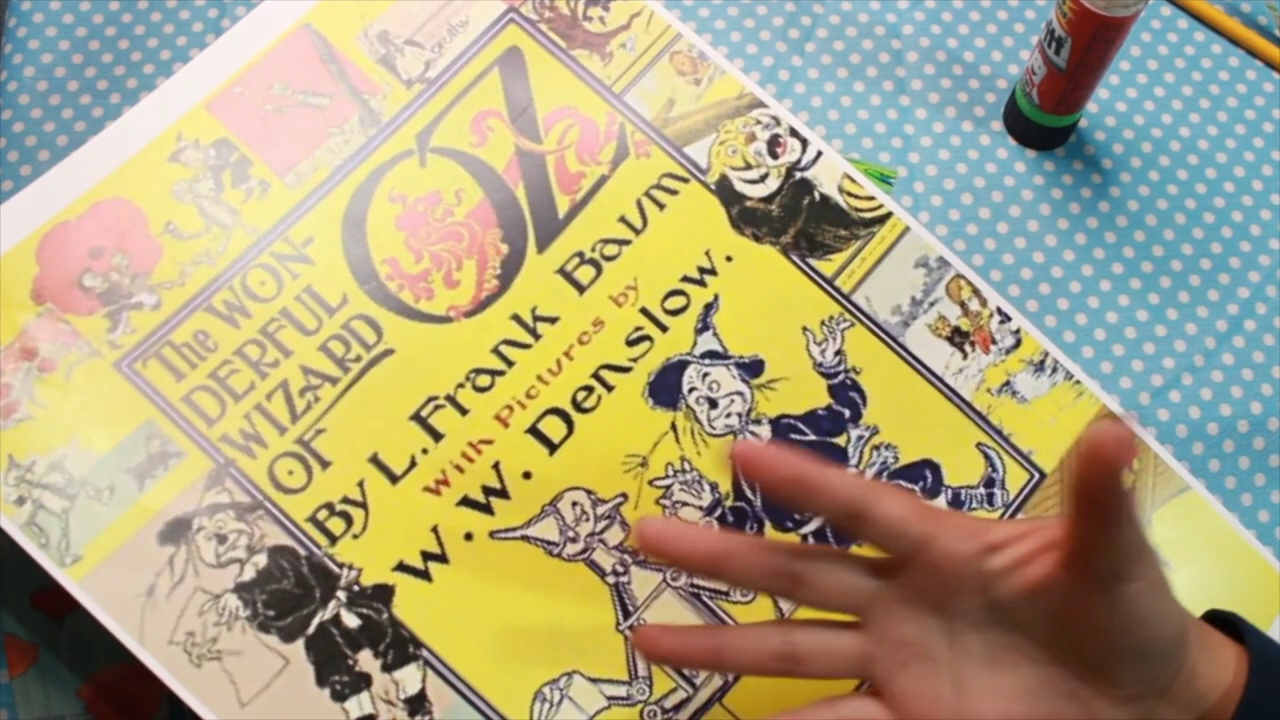 The WON-
DERFUL
WIZARD
OF
OZ
By L. Frank Baum
With Pictures by
W. W. Denslow.